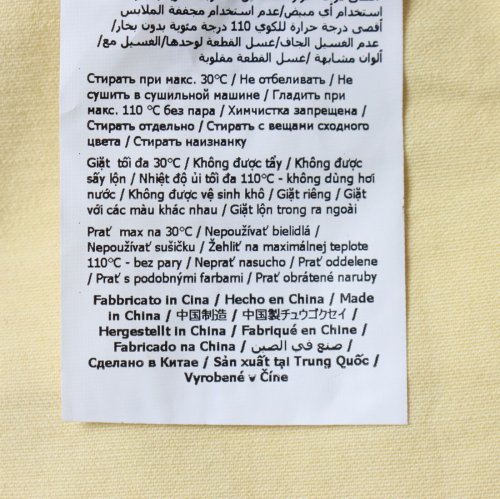 استخدام أي مبيض/عدم استخدام مجففة الملابس/
أقصى درجة حرارة للكوي 110 درجة مئوية بدون بخار/
عدم الغسيل الجاف/غسل القطعة لوحدها/الغسيل مع/
ألوان مشابهة /غسل القطعة مقلوبة
Стирать при макс. 30°C / Не отбеливать / Не
сушить в сушильной машине / Гладить при
макс. 110 °C без пара / Химчистка запрещена /
Стирать отдельно / Стирать с вещами сходного
цвета / Стирать наизнанку
Giặt tối đa 30°C / Không được tẩy / Không được
sấy lộn / Nhiệt độ ủi tối đa 110°C - không dùng hơi
nước / Không được vệ sinh khô / Giặt riêng / Giặt
với các màu khác nhau / Giặt lộn trong ra ngoài
Prať max na 30°C / Nepoužívať bielidlá /
Nepoužívať sušičku / Žehliť na maximálnej teplote
110°C - bez pary / Neprať nasucho / Prať oddelene
/ Prať s podobnými farbami / Prať obrátené naruby
Fabbricato in Cina / Hecho en China / Made
in China / 中国制造 / 中国製チュウゴクセイ /
Hergestellt in China / Fabriqué en Chine /
Fabricado na China / صنع في الصين /
Сделано в Китае / Sản xuất tại Trung Quốc /
Vyrobené v Číne